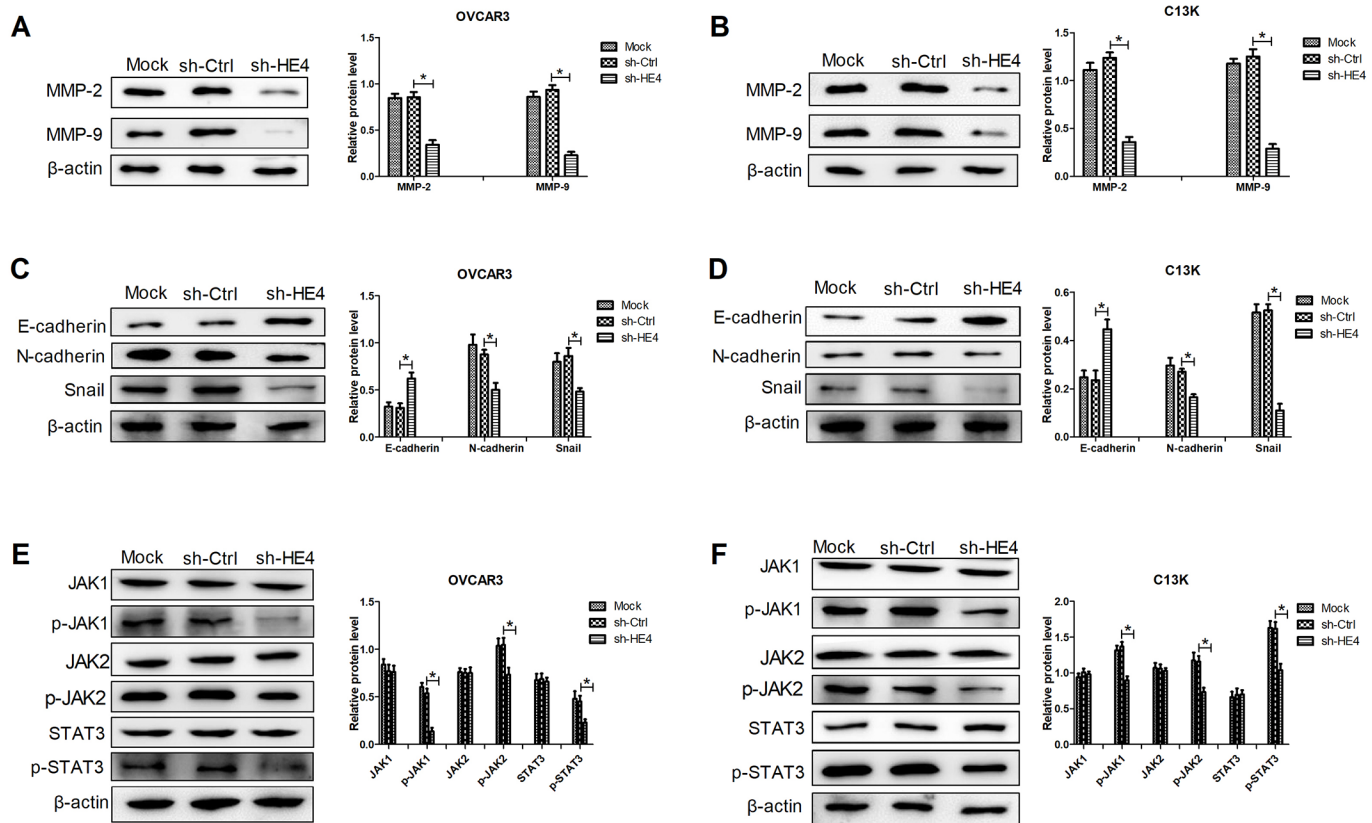 A
Mock sh-Ctrl sh-HE4
MMP-2
MMP-9
β-actin
OVCAR3
Relative protein level
1.5
1.0
0.5
0.0
* *
MMP-2 MMP-9
Mock
sh-Ctrl
sh-HE4
B
Mock sh-Ctrl sh-HE4
MMP-2
MMP-9
β-actin
C13K
Relative protein level
1.5
1.0
0.5
0.0
* *
MMP-2 MMP-9
Mock
sh-Ctrl
sh-HE4
C
Mock sh-Ctrl sh-HE4
E-cadherin
N-cadherin
Snail
β-actin
OVCAR3
Relative protein level
1.5
1.0
0.5
0.0
* * *
E-cadherin N-cadherin Snail
Mock
sh-Ctrl
sh-HE4
D
Mock sh-Ctrl sh-HE4
E-cadherin
N-cadherin
Snail
β-actin
C13K
Relative protein level
0.6
0.4
0.2
0.0
* * *
E-cadherin N-cadherin Snail
Mock
sh-Ctrl
sh-HE4
E
Mock sh-Ctrl sh-HE4
JAK1
p-JAK1
JAK2
p-JAK2
STAT3
p-STAT3
β-actin
OVCAR3
Relative protein level
1.5
1.0
0.5
0.0
* * *
JAK1 p-JAK1 JAK2 p-JAK2 STAT3 p-STAT3
Mock
sh-Ctrl
sh-HE4
F
Mock sh-Ctrl sh-HE4
JAK1
p-JAK1
JAK2
p-JAK2
STAT3
p-STAT3
β-actin
C13K
Relative protein level
2.0
1.5
1.0
0.5
0.0
* * *
JAK1 p-JAK1 JAK2 p-JAK2 STAT3 p-STAT3
Mock
sh-Ctrl
sh-HE4